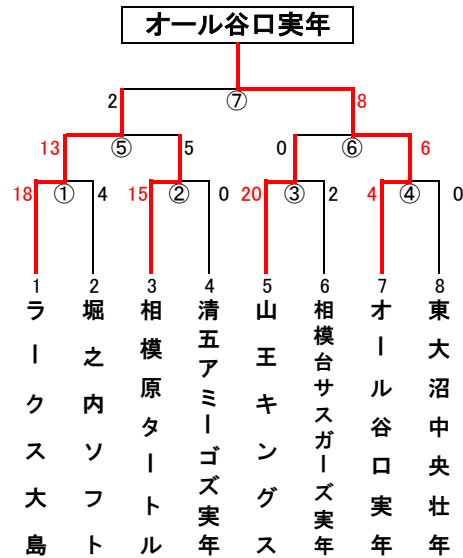 オール谷口実年
2 ⑦ 8
13 ⑤ 5 0 ⑥ 6
18 ① 4 15 ② 0 20 ③ 2 4 ④ 0
1 2 3 4 5 6 7 8
ラークス大島
堀之内ソフト
相模原タートル
清五アミーゴズ実年
山王キングス
相模台サスガーズ実年
オール谷口実年
東大沼中央壮年